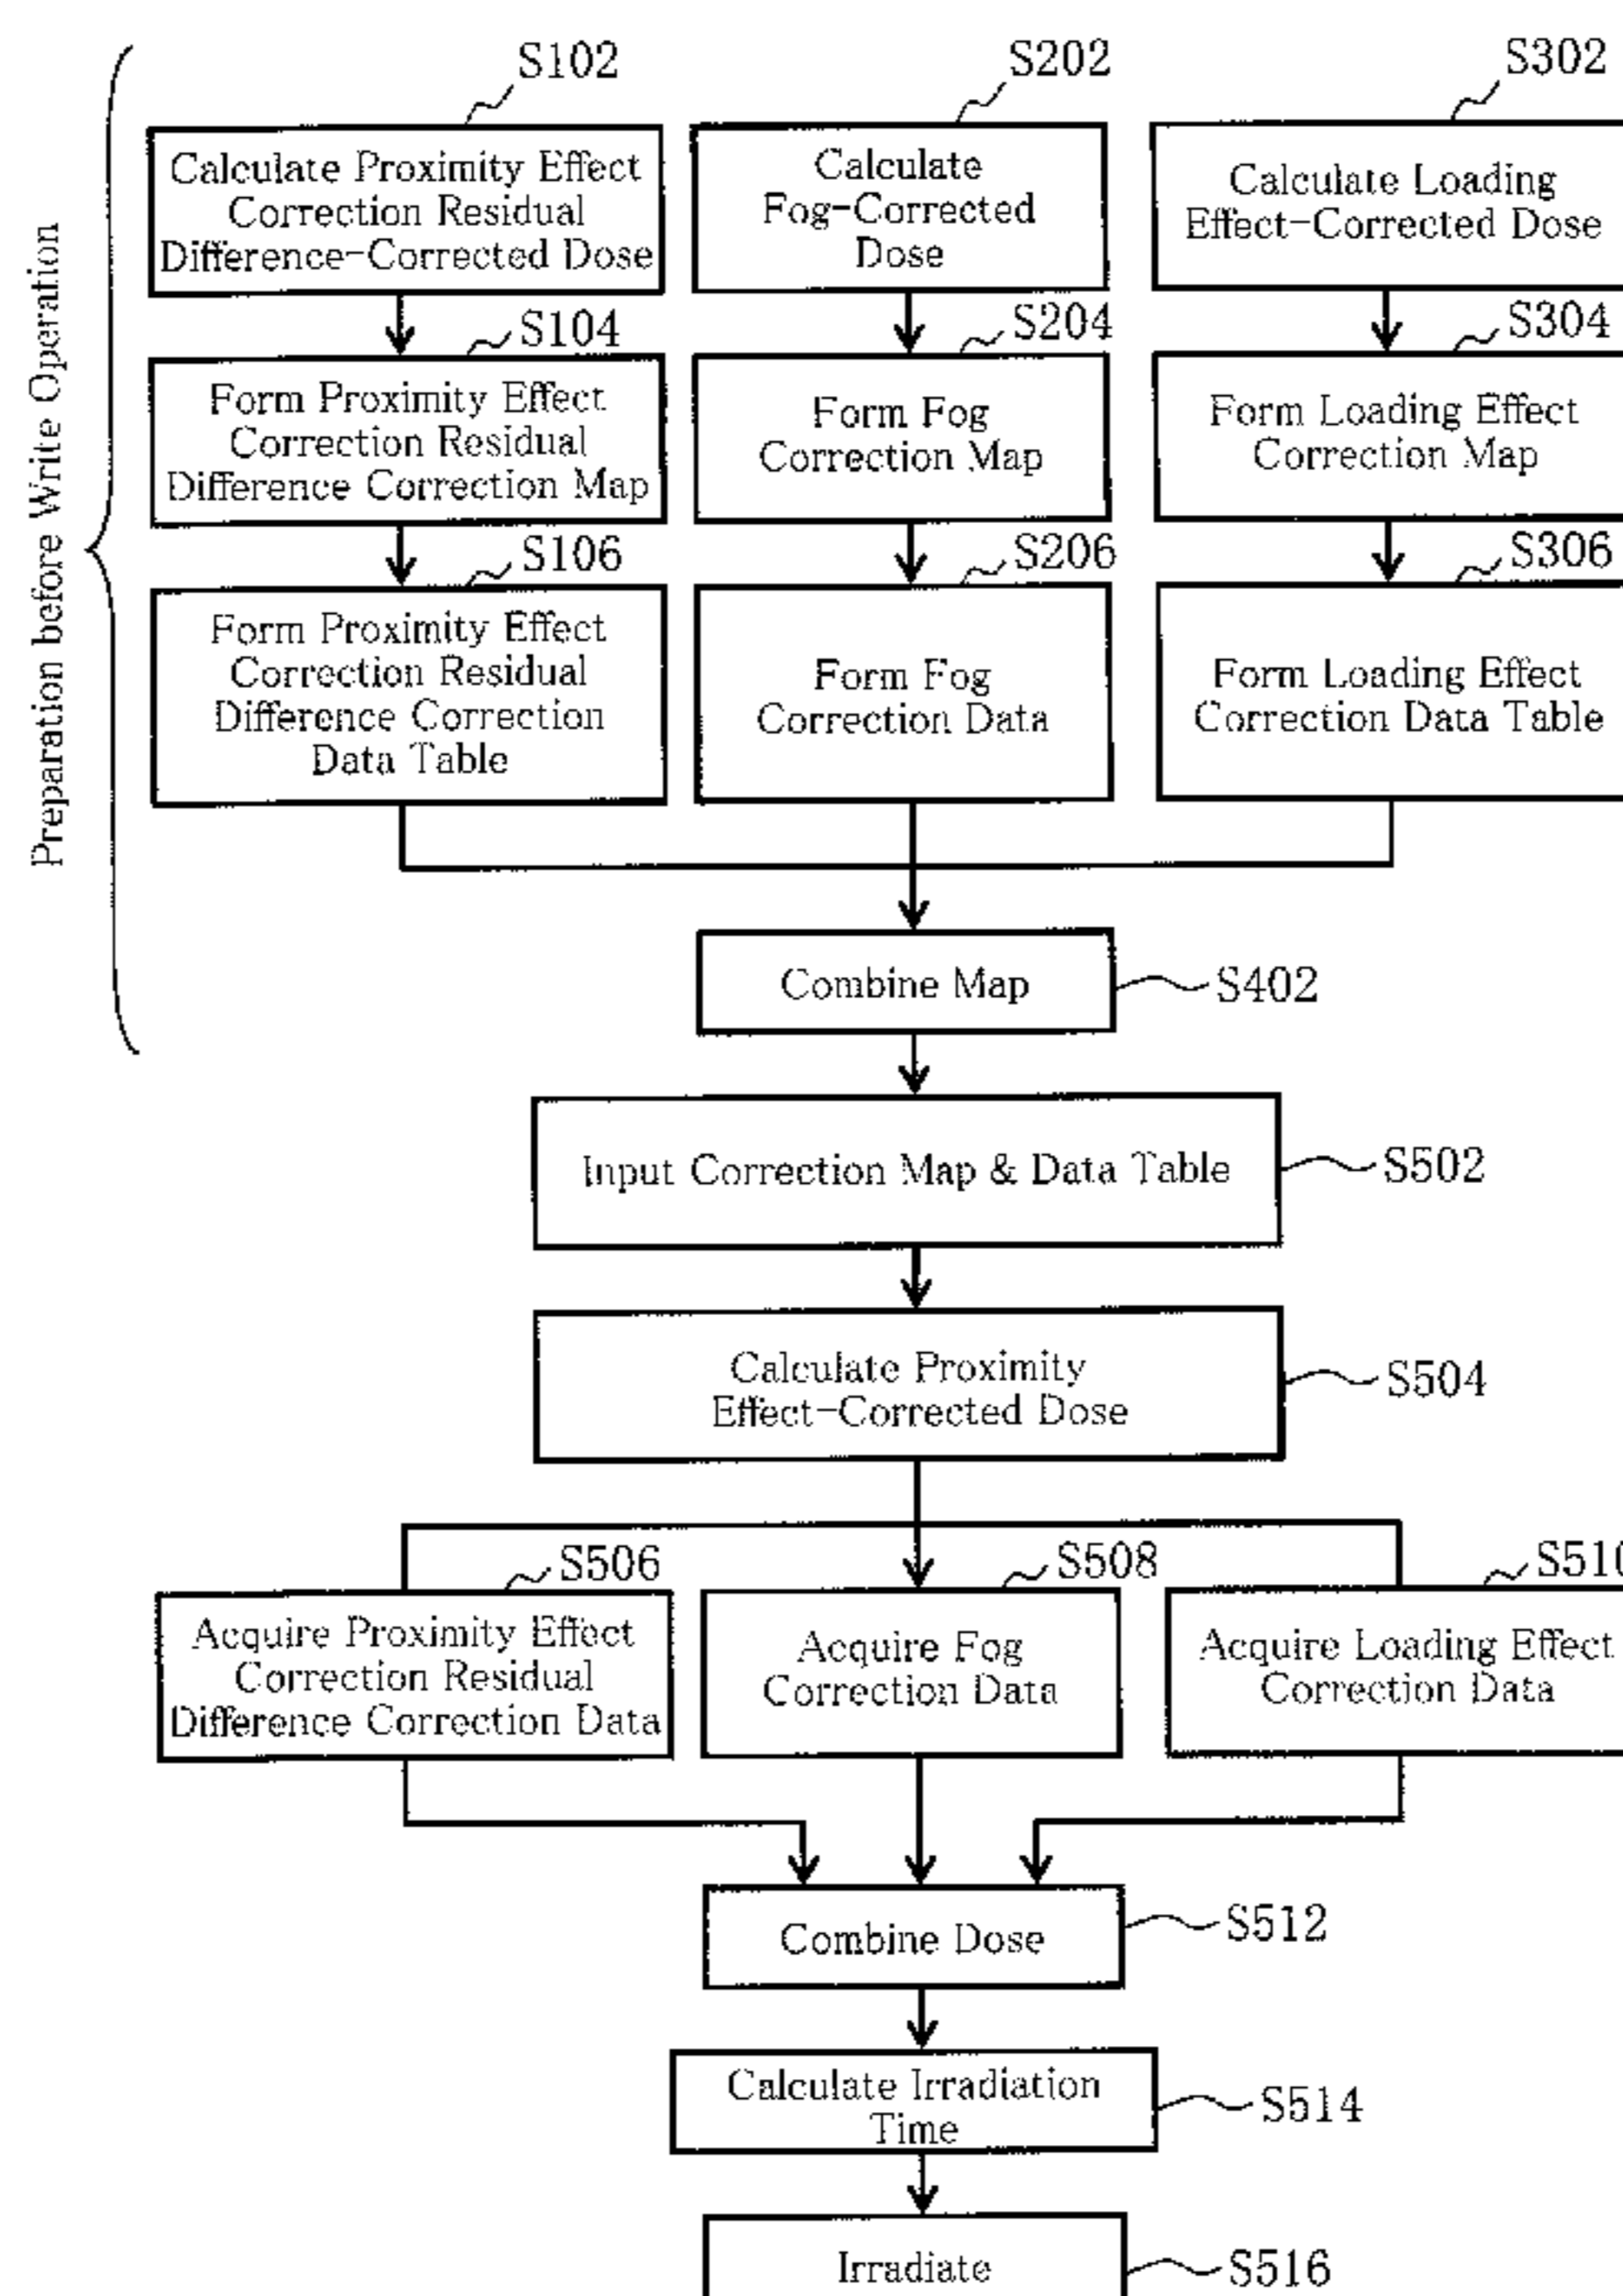 Preparation before Write Operation
S102
Calculate Proximity Effect
Correction Residual
Difference-Corrected Dose
S202
Calculate
Fog-Corrected
Dose
S302
Calculate Loading
Effect-Corrected Dose
S104
Form Proximity Effect
Correction Residual
Difference Correction Map
S204
Form Fog
Correction Map
S304
Form Loading Effect
Correction Map
S106
Form Proximity Effect
Correction Residual
Difference Correction
Data Table
S206
Form Fog
Correction Data
S306
Form Loading Effect
Correction Data Table
Combine Map
S402
Input Correction Map & Data Table
S502
Calculate Proximity
Effect-Corrected Dose
S504
S506
Acquire Proximity Effect
Correction Residual
Difference Correction Data
S508
Acquire Fog
Correction Data
S510
Acquire Loading Effect
Correction Data
Combine Dose
S512
Calculate Irradiation
Time
S514
Irradiate
S516